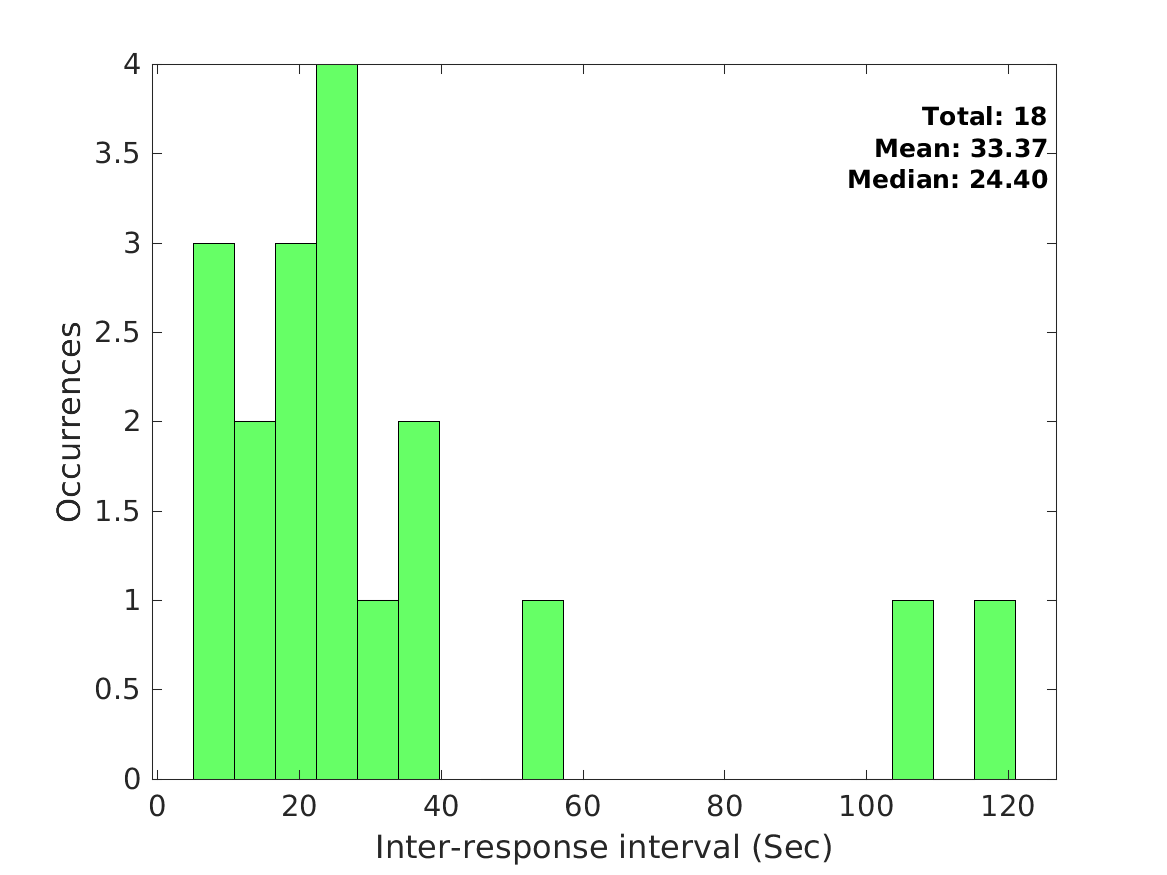 4
3.5
3
2.5
2
1.5
1
0.5
0
Occurrences
Total: 18
Mean: 33.37
Median: 24.40
0 20 40 60 80 100 120
Inter-response interval (Sec)